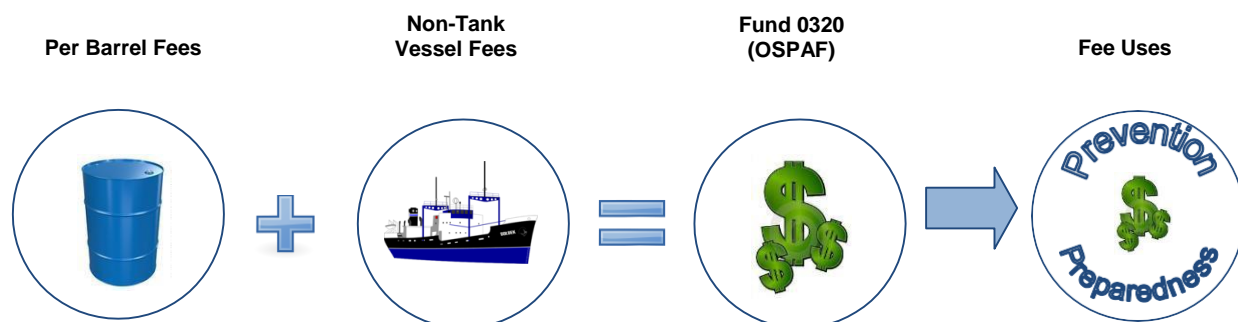 Per Barrel Fees
Non-Tank
Vessel Fees
Fund 0320
(OSPAF)
Fee Uses
Prevention
Preparedness